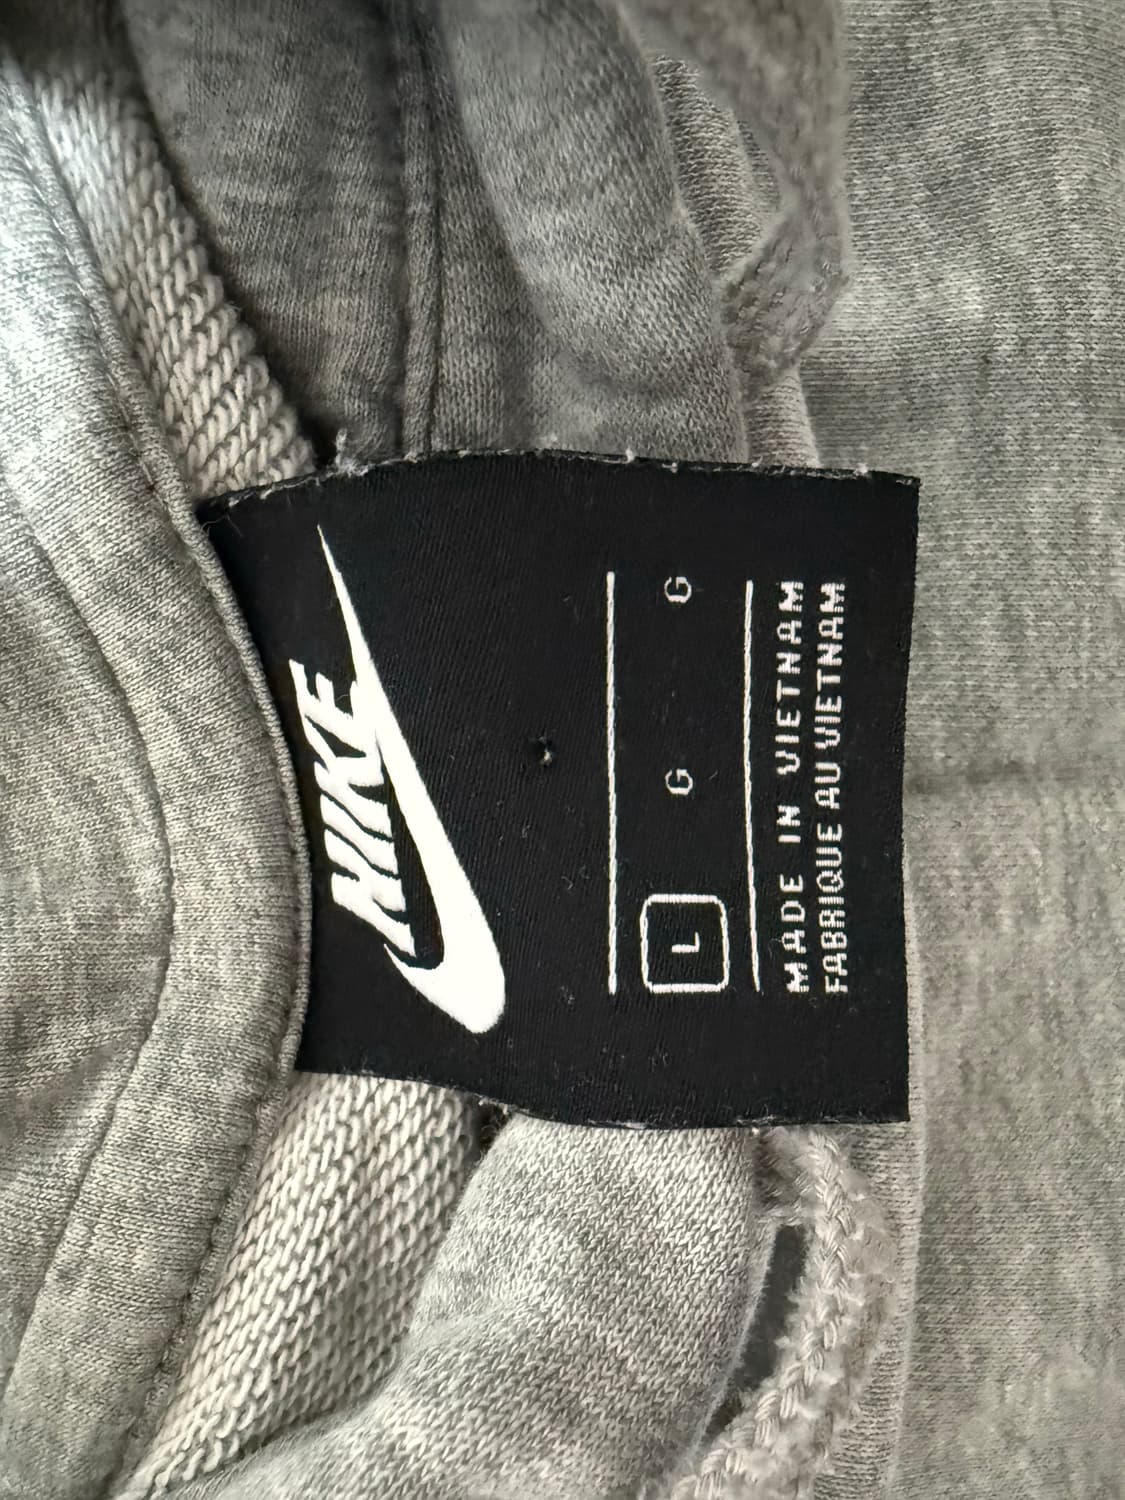 NIKE
L G G
MADE IN VIETNAM
FABRIQUE AU VIETNAM